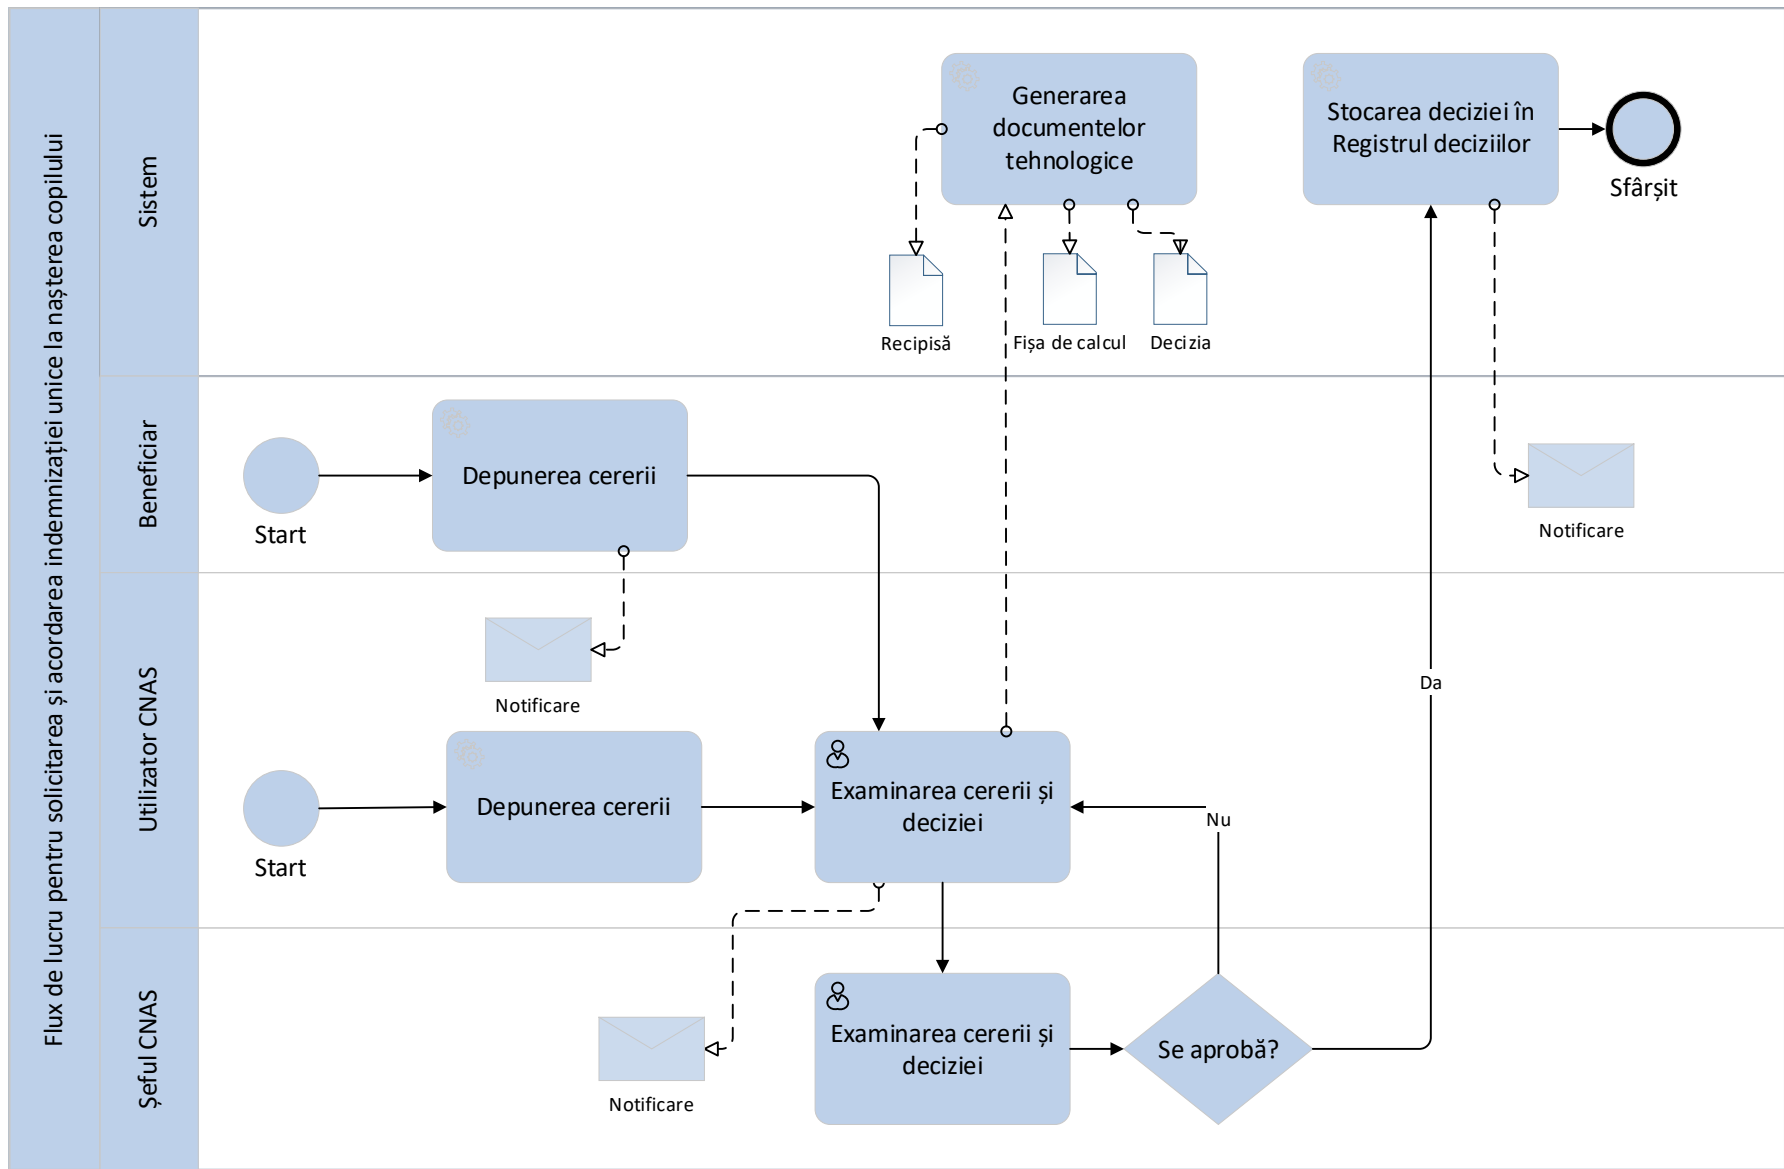 Flux de lucru pentru solicitarea și acordarea indemnizației unice la nașterea copilului
Sistem
Generarea
documentelor
tehnologice
Stocarea deciziei în
Registrul deciziilor
Sfârșit
Recipisă
Fișa de calcul
Decizia
Beneficiar
Depunerea cererii
Start
Notificare
Utilizator CNAS
Notificare
Da
Depunerea cererii
Examinarea cererii și
deciziei
Nu
Start
Șeful CNAS
Examinarea cererii și
deciziei
Se aprobă?
Notificare